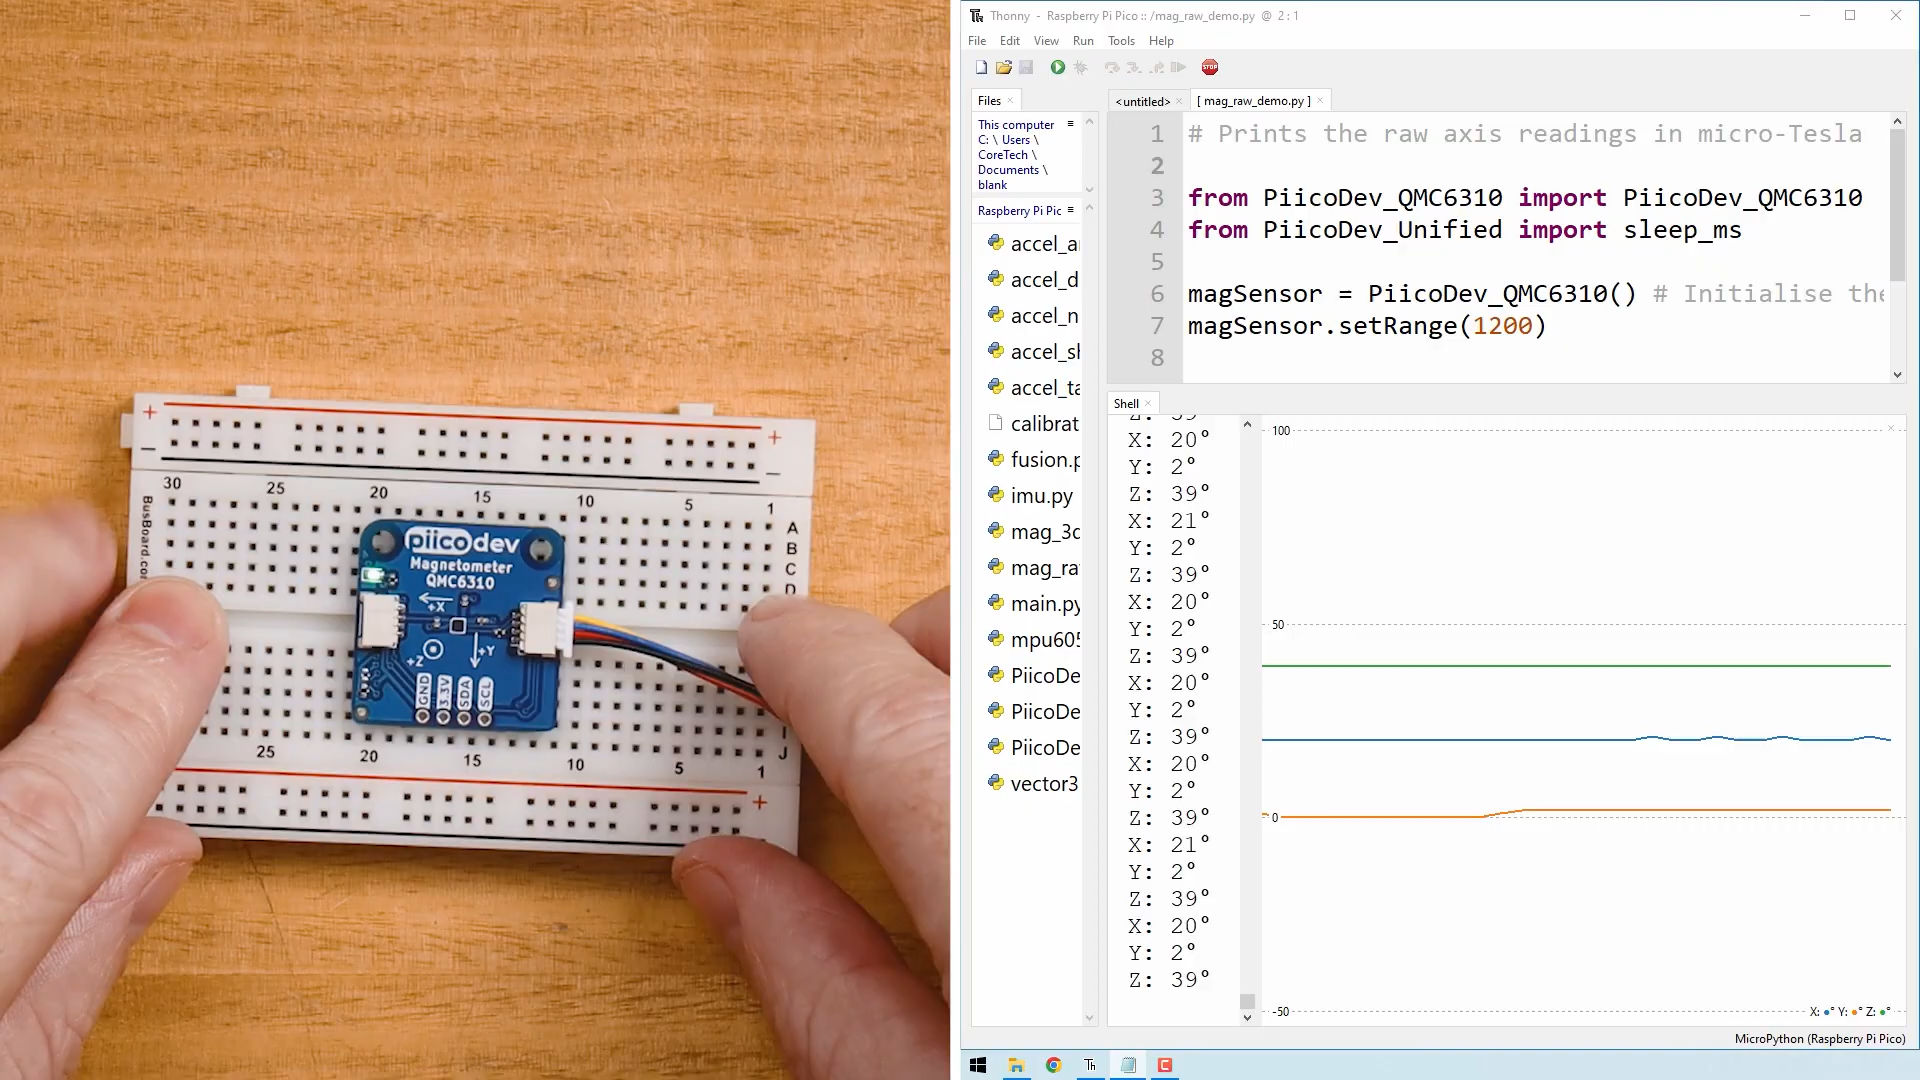 +
+
30
25
20
15
10
5
1
A
B
C
D
BusBoard.com
piicodev
Magnetometer
QMC6310
+X
+Y
+Z
GND
3.3V
SDA
SCL
I
J
25
20
15
10
5
1
+
Thonny - Raspberry Pi Pico :: /mag_raw_demo.py @ 2 : 1
File Edit View Run Tools Help
STOP
Files ×
This computer
C: \ Users \
CoreTech \
Documents \
blank
Raspberry Pi Pic
accel_a
accel_d
accel_n
accel_sh
accel_ta
calibrat
fusion.p
imu.py
mag_3d
mag_ra
main.py
mpu605
PiicoDe
PiicoDe
PiicoDe
vector3
<untitled> × [ mag_raw_demo.py ] ×
1 # Prints the raw axis readings in micro-Tesla
2
3 from PiicoDev_QMC6310 import PiicoDev_QMC6310
4 from PiicoDev_Unified import sleep_ms
5
6 magSensor = PiicoDev_QMC6310() # Initialise the
7 magSensor.setRange(1200)
8
Shell ×
Z: 39°
X: 20°
Y: 2°
Z: 39°
X: 21°
Y: 2°
Z: 39°
X: 20°
Y: 2°
Z: 39°
X: 20°
Y: 2°
Z: 39°
X: 20°
Y: 2°
Z: 39°
X: 21°
Y: 2°
Z: 39°
X: 20°
Y: 2°
Z: 39°
100
50
0
-50
X: ° Y: ° Z: °
MicroPython (Raspberry Pi Pico)
Th
C